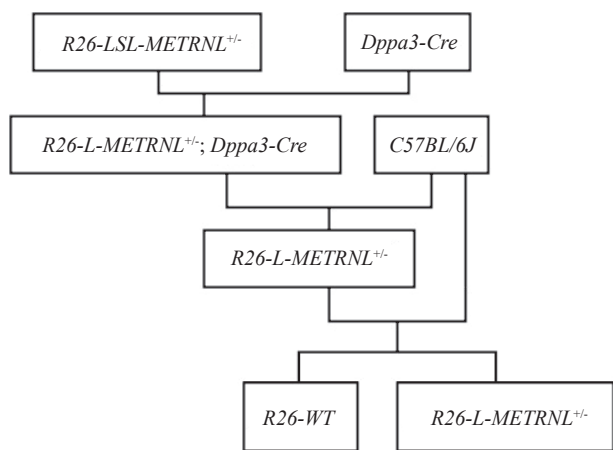 R26-LSL-METRNL+/-
Dppa3-Cre
R26-L-METRNL+/-; Dppa3-Cre
C57BL/6J
R26-L-METRNL+/-
R26-WT
R26-L-METRNL+/-